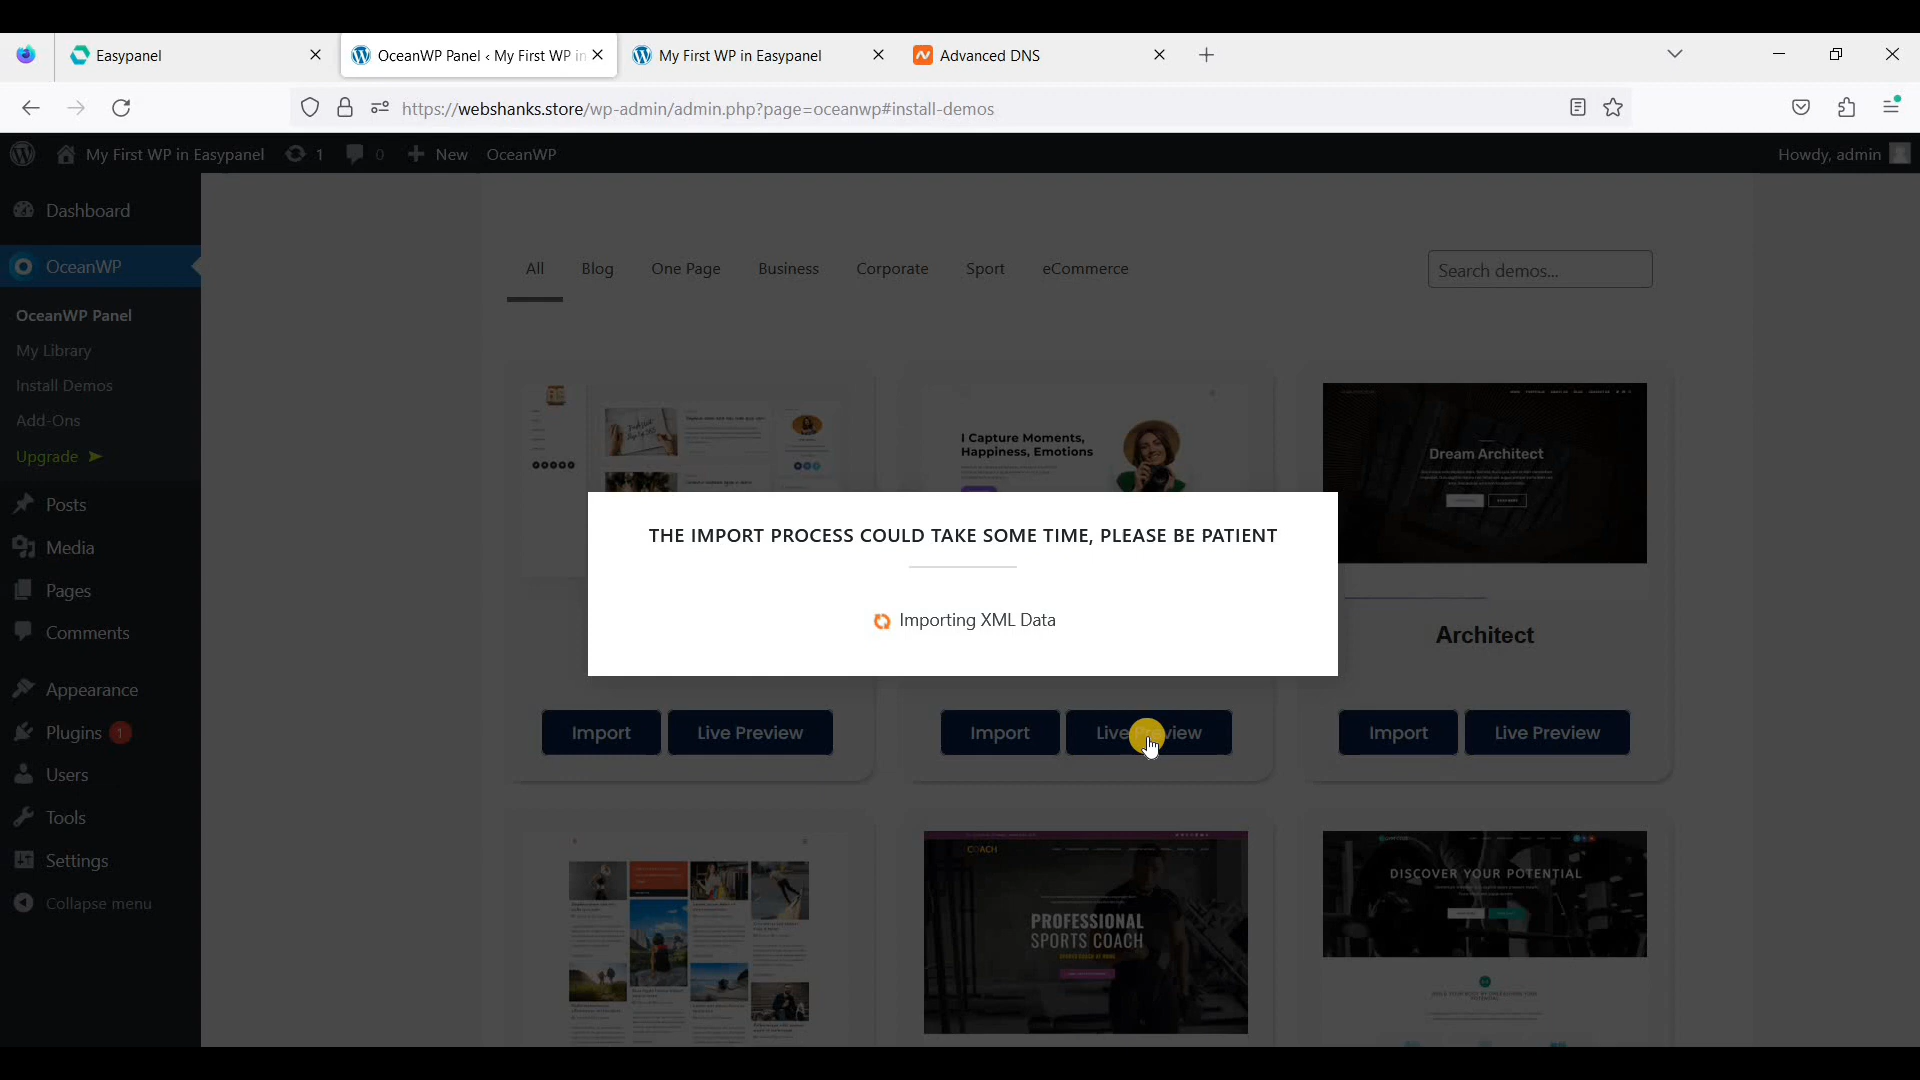 Easypanel
OceanWP Panel ‹ My First WP in
My First WP in Easypanel
Advanced DNS
https://webshanks.store/wp-admin/admin.php?page=oceanwp#install-demos
My First WP in Easypanel
1
0
New
OceanWP
Howdy, admin
Dashboard
OceanWP
OceanWP Panel
My Library
Install Demos
Add-Ons
Upgrade
Posts
Media
Pages
Comments
Appearance
Plugins 1
Users
Tools
Settings
Collapse menu
All
Blog
One Page
Business
Corporate
Sport
eCommerce
Search demos...
I Capture Moments,
Happiness, Emotions
Dream Architect
THE IMPORT PROCESS COULD TAKE SOME TIME, PLEASE BE PATIENT
Importing XML Data
Architect
Import
Live Preview
Import
Live Preview
Import
Live Preview
COACH
PROFESSIONAL
SPORTS COACH
DISCOVER YOUR POTENTIAL